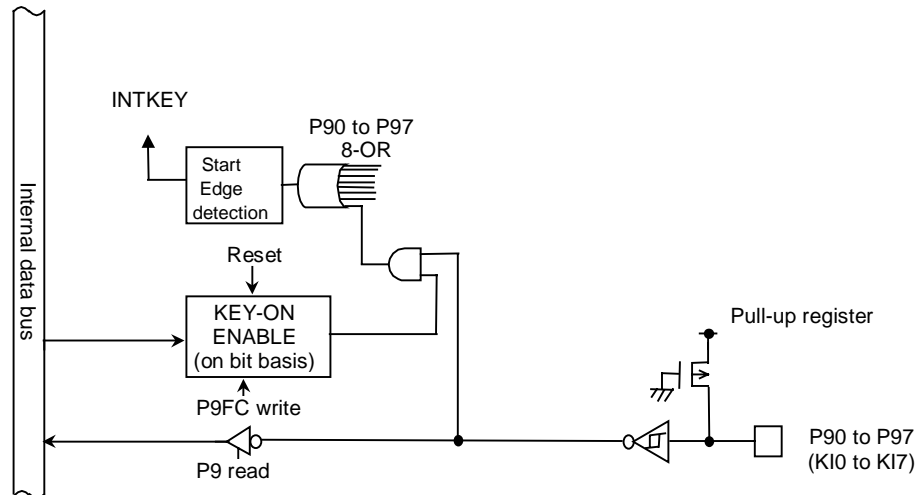 INTKEY
P90 to P97
8-OR
Start
Edge
detection
Internal data bus
Reset
KEY-ON
ENABLE
(on bit basis)
Pull-up register
P9FC write
P9 read
P90 to P97
(KI0 to KI7)